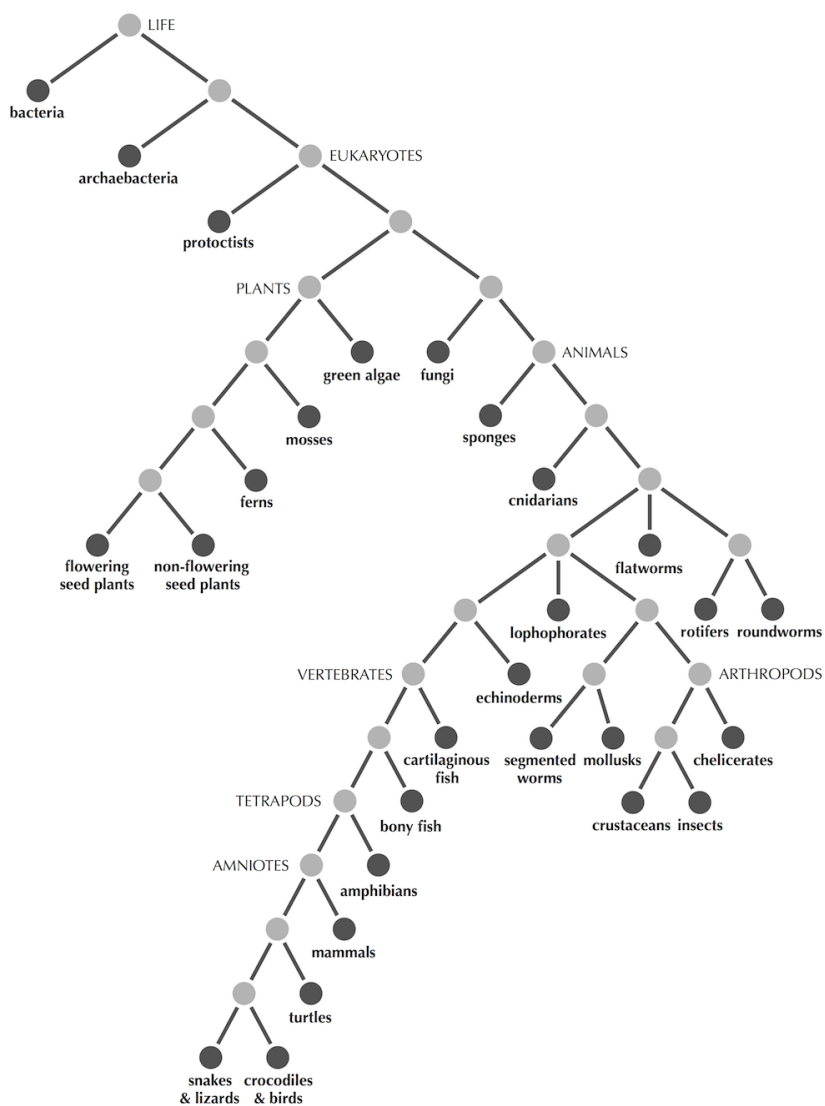 LIFE
bacteria
archaebacteria
EUKARYOTES
protoctists
PLANTS
green algae
fungi
ANIMALS
mosses
sponges
ferns
cnidarians
flowering
seed plants
non-flowering
seed plants
flatworms
lophophorates
rotifers
roundworms
VERTEBRATES
echinoderms
ARTHROPODS
cartilaginous
fish
segmented
worms
mollusks
chelicerates
TETRAPODS
bony fish
crustaceans
insects
AMNIOTES
amphibians
mammals
turtles
snakes
& lizards
crocodiles
& birds